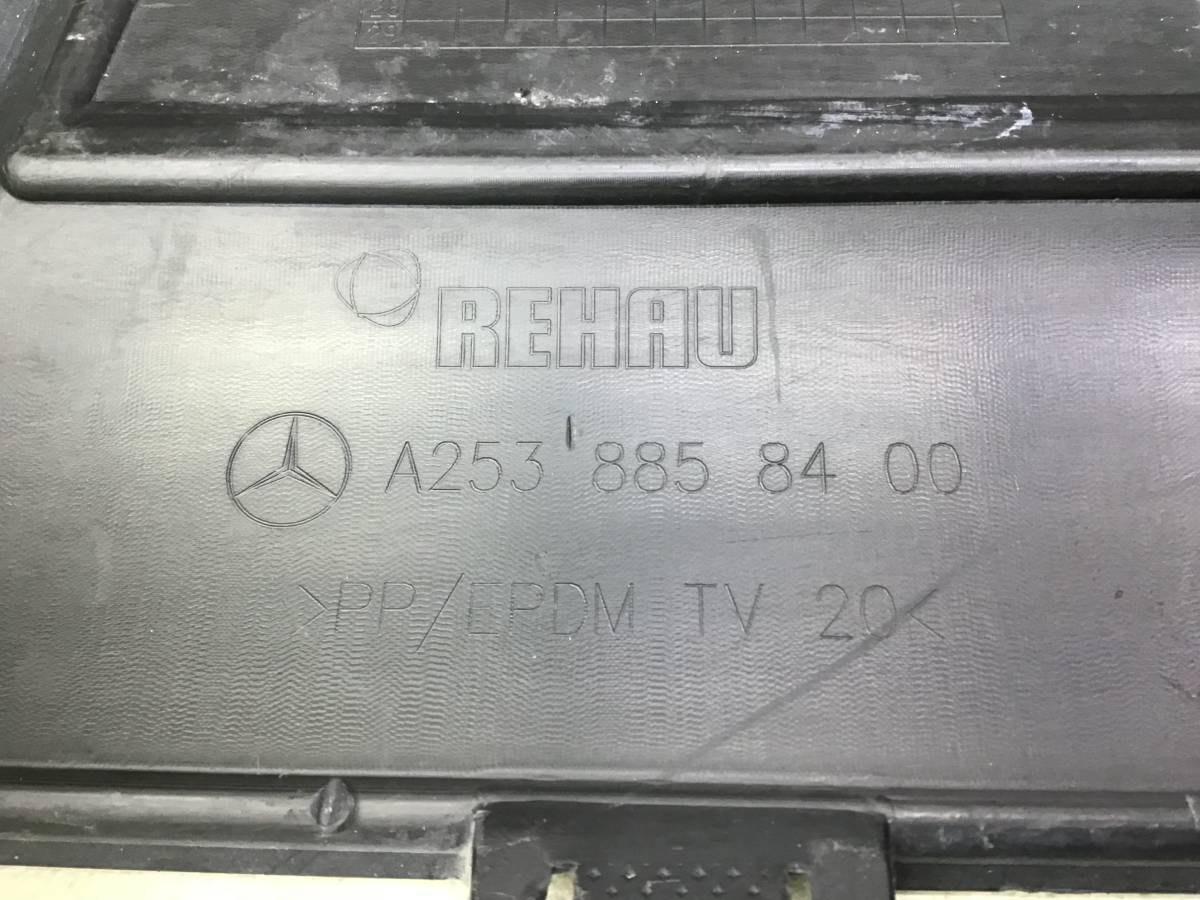 REHAU
A253 885 84 00
>PP/EPDM TV 20<